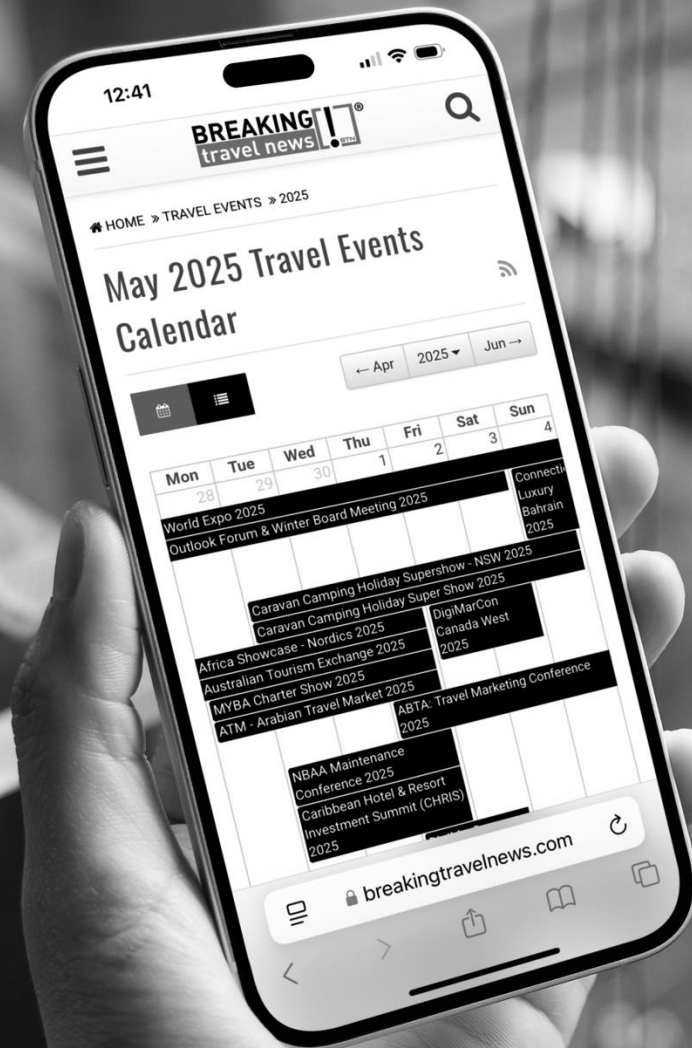 12:41
BREAKING
travel news
[!]®
BTN
HOME » TRAVEL EVENTS » 2025
May 2025 Travel Events
Calendar
← Apr 2025 Jun →
Mon Tue Wed Thu Fri Sat Sun
28 29 30 1 2 3 4
World Expo 2025
Outlook Forum & Winter Board Meeting 2025
Connecti
Luxury
Bahrain
2025
Caravan Camping Holiday Supershow - NSW 2025
Caravan Camping Holiday Super Show 2025
Africa Showcase - Nordics 2025
Australian Tourism Exchange 2025
MYBA Charter Show 2025
ATM - Arabian Travel Market 2025
DigiMarCon
Canada West
2025
ABTA: Travel Marketing Conference
2025
NBAA Maintenance
Conference 2025
Caribbean Hotel & Resort
Investment Summit (CHRIS)
2025
breakingtravelnews.com